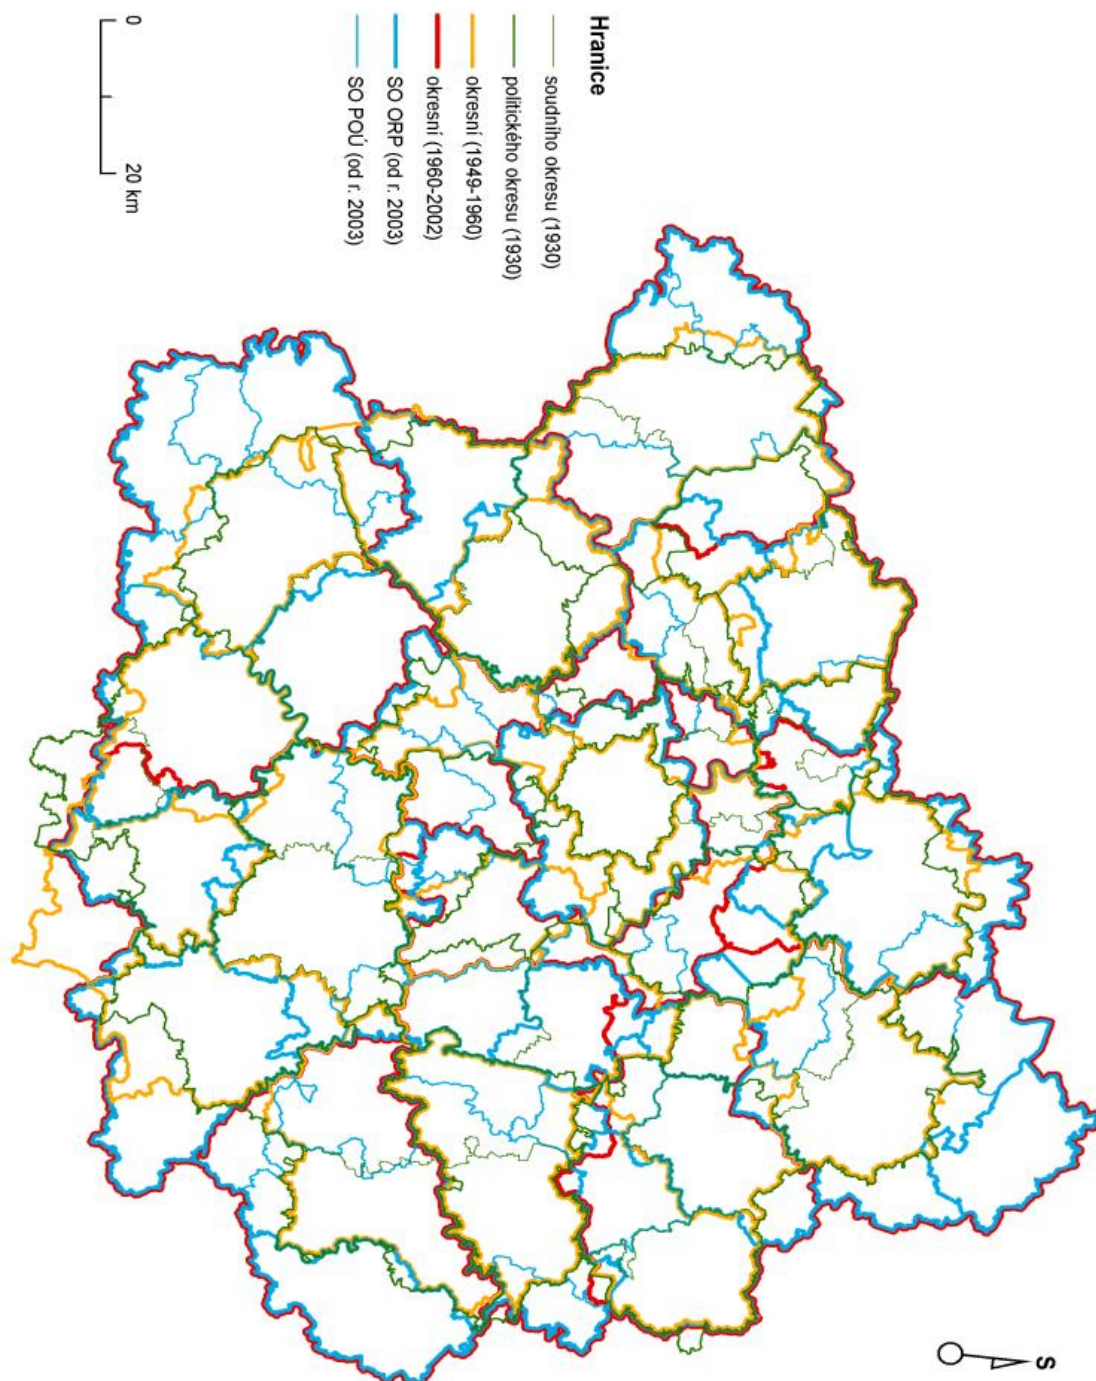 Hranice
soudního okresu (1930)
politického okresu (1930)
okresní (1949-1960)
okresní (1960-2002)
SO ORP (od r. 2003)
SO POÚ (od r. 2003)
0
20 km
S